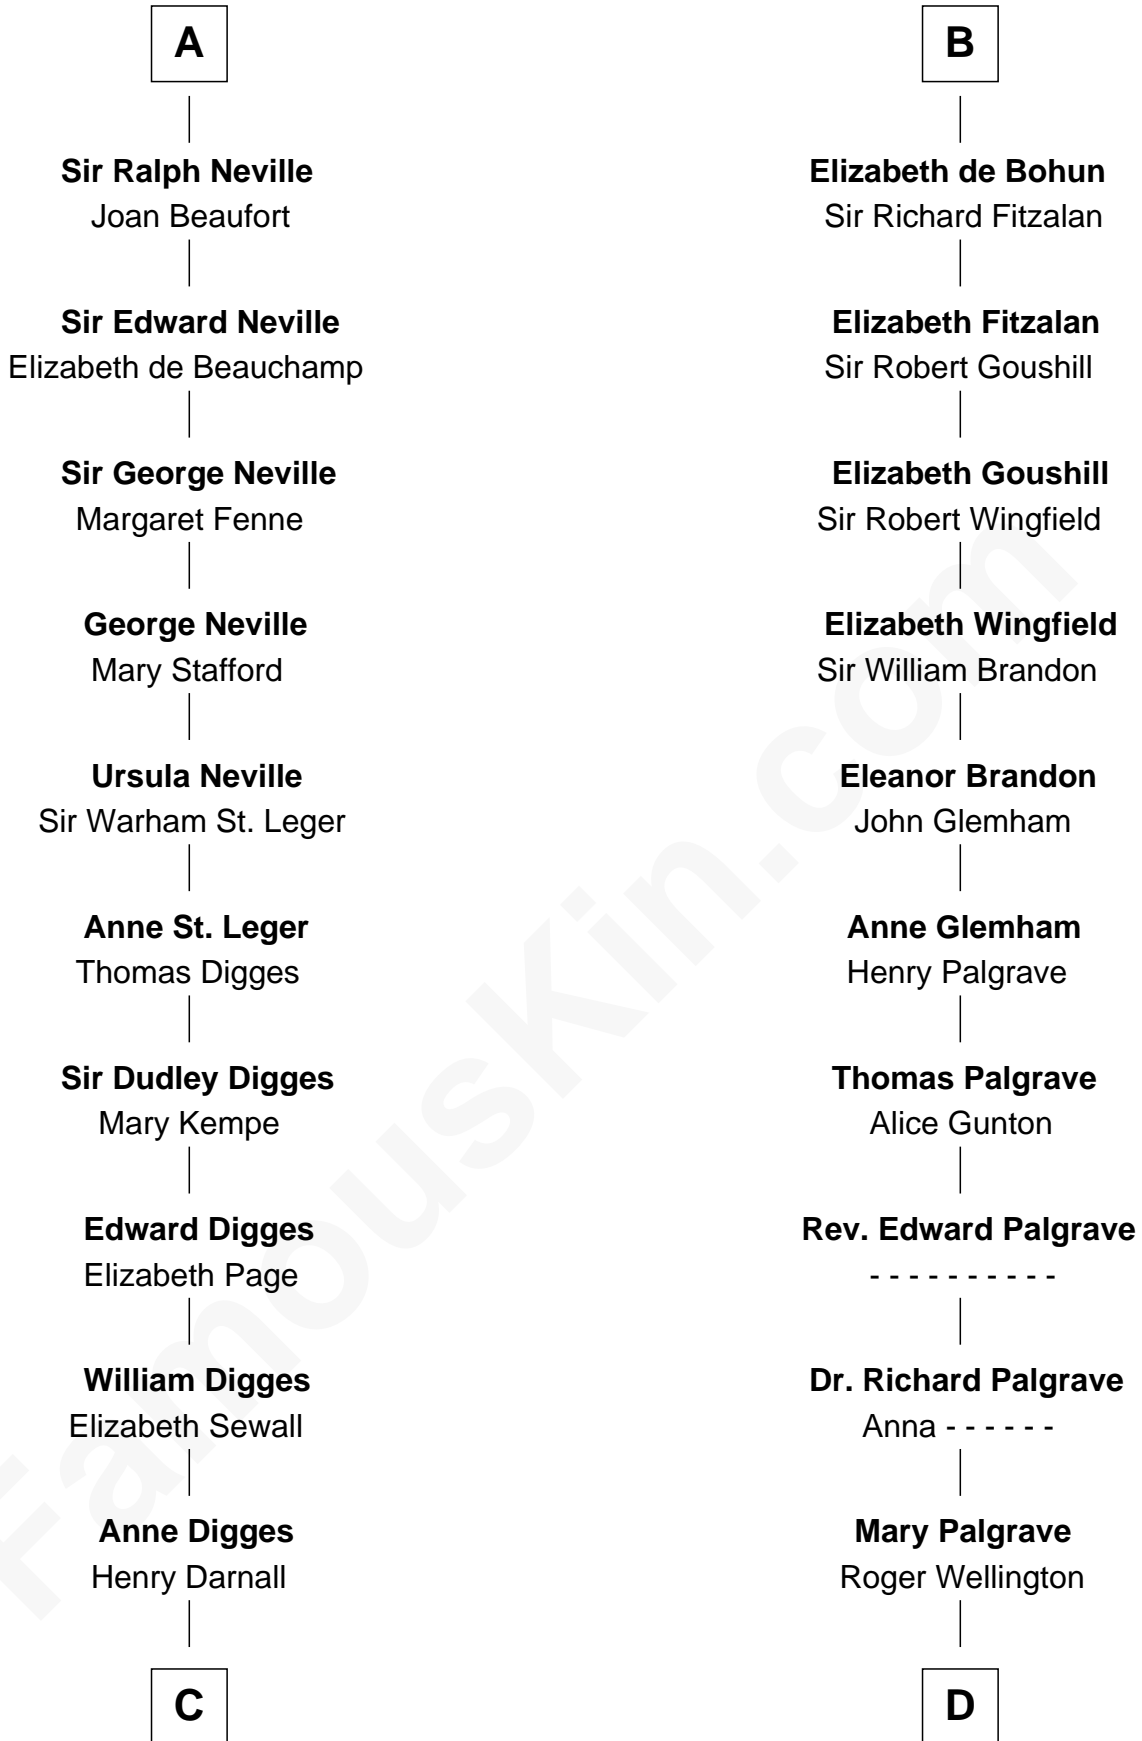 A
Sir Ralph Neville
Joan Beaufort
Sir Edward Neville
Elizabeth de Beauchamp
Sir George Neville
Margaret Fenne
George Neville
Mary Stafford
Ursula Neville
Sir Warham St. Leger
Anne St. Leger
Thomas Digges
Sir Dudley Digges
Mary Kempe
Edward Digges
Elizabeth Page
William Digges
Elizabeth Sewall
Anne Digges
Henry Darnall
C
B
Elizabeth de Bohun
Sir Richard Fitzalan
Elizabeth Fitzalan
Sir Robert Goushill
Elizabeth Goushill
Sir Robert Wingfield
Elizabeth Wingfield
Sir William Brandon
Eleanor Brandon
John Glemham
Anne Glemham
Henry Palgrave
Thomas Palgrave
Alice Gunton
Rev. Edward Palgrave
- - - - - - - - - -
Dr. Richard Palgrave
Anna - - - - - -
Mary Palgrave
Roger Wellington
D
FamousKin.com